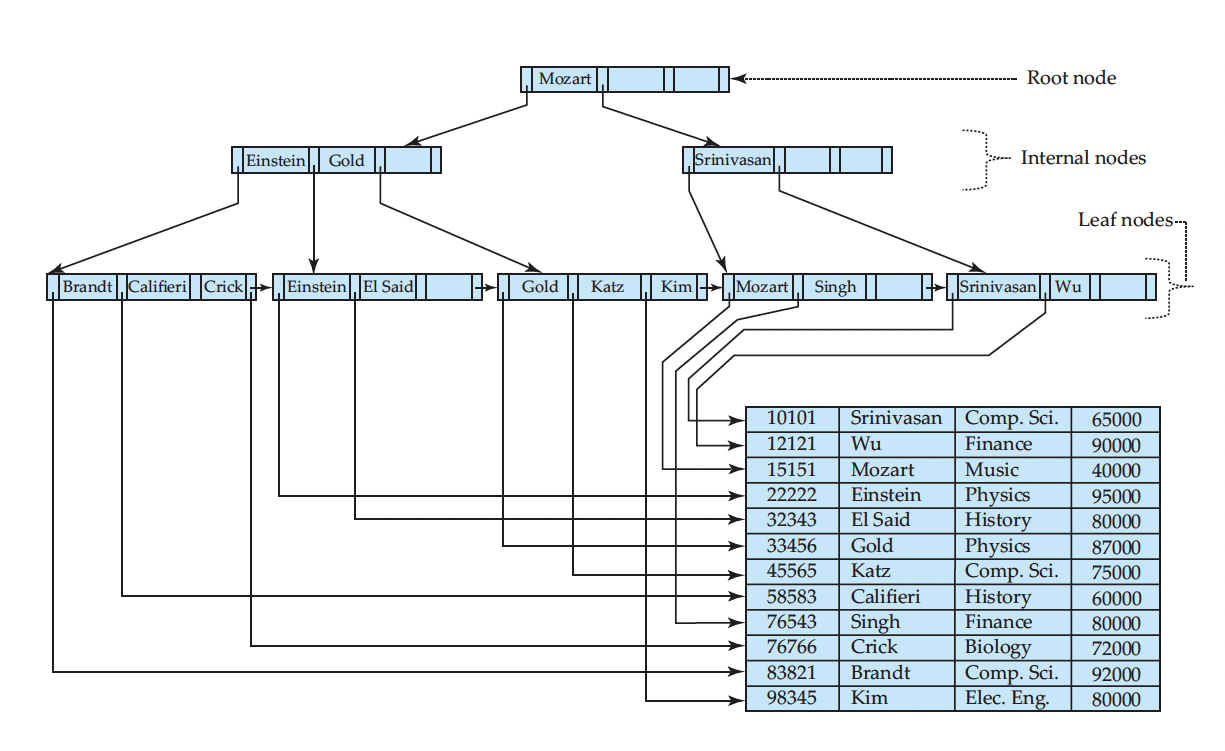 Mozart
Root node
Einstein Gold
Srinivasan
Internal nodes
Leaf nodes
Brandt Califieri Crick Einstein El Said Gold Katz Kim Mozart Singh Srinivasan Wu
10101 Srinivasan Comp. Sci. 65000
12121 Wu Finance 90000
15151 Mozart Music 40000
22222 Einstein Physics 95000
32343 El Said History 80000
33456 Gold Physics 87000
45565 Katz Comp. Sci. 75000
58583 Califieri History 60000
76543 Singh Finance 80000
76766 Crick Biology 72000
83821 Brandt Comp. Sci. 92000
98345 Kim Elec. Eng. 80000